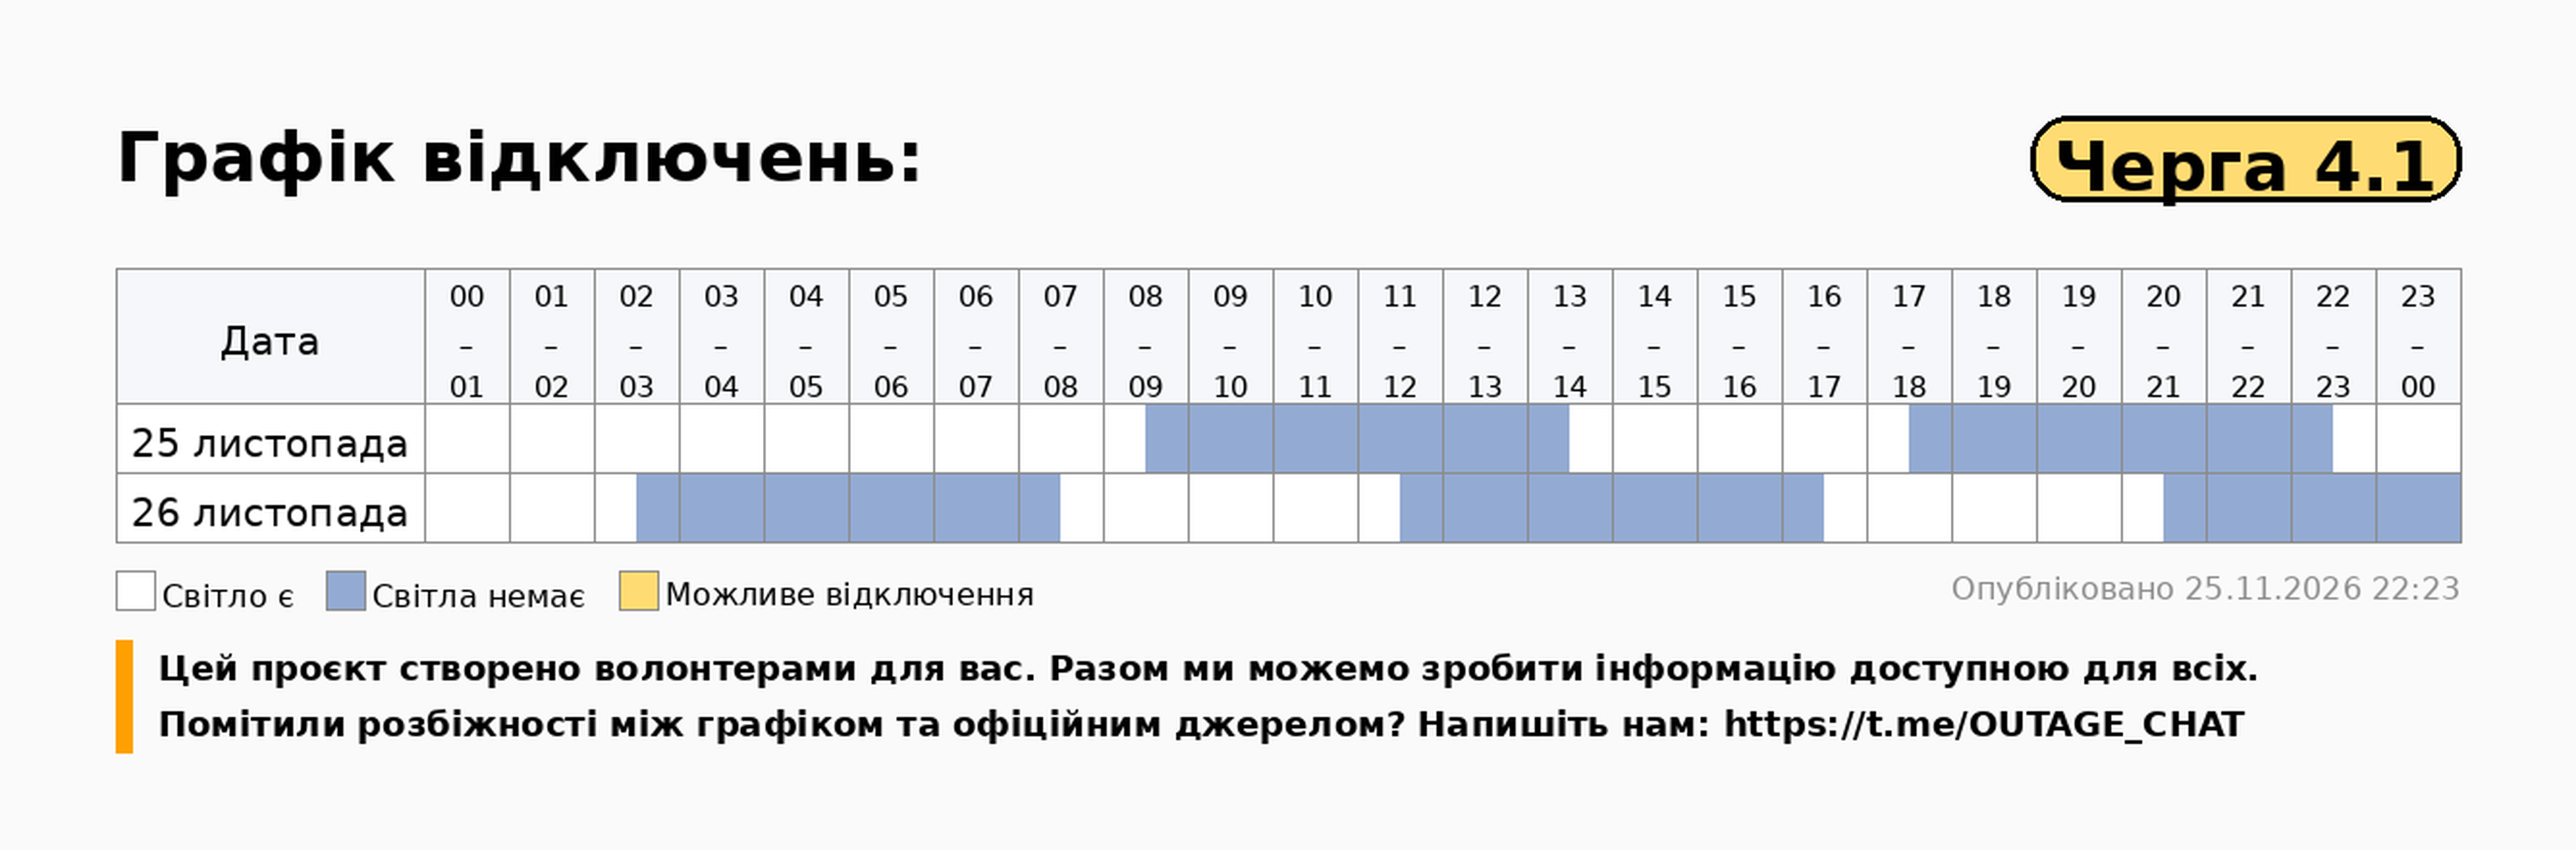 Графік відключень:
Черга 4.1
Дата
00 – 01
01 – 02
02 – 03
03 – 04
04 – 05
05 – 06
06 – 07
07 – 08
08 – 09
09 – 10
10 – 11
11 – 12
12 – 13
13 – 14
14 – 15
15 – 16
16 – 17
17 – 18
18 – 19
19 – 20
20 – 21
21 – 22
22 – 23
23 – 00
25 листопада
26 листопада
Світло є
Світла немає
Можливе відключення
Опубліковано 25.11.2026 22:23
Цей проєкт створено волонтерами для вас. Разом ми можемо зробити інформацію доступною для всіх.
Помітили розбіжності між графіком та офіційним джерелом? Напишіть нам: https://t.me/OUTAGE_CHAT